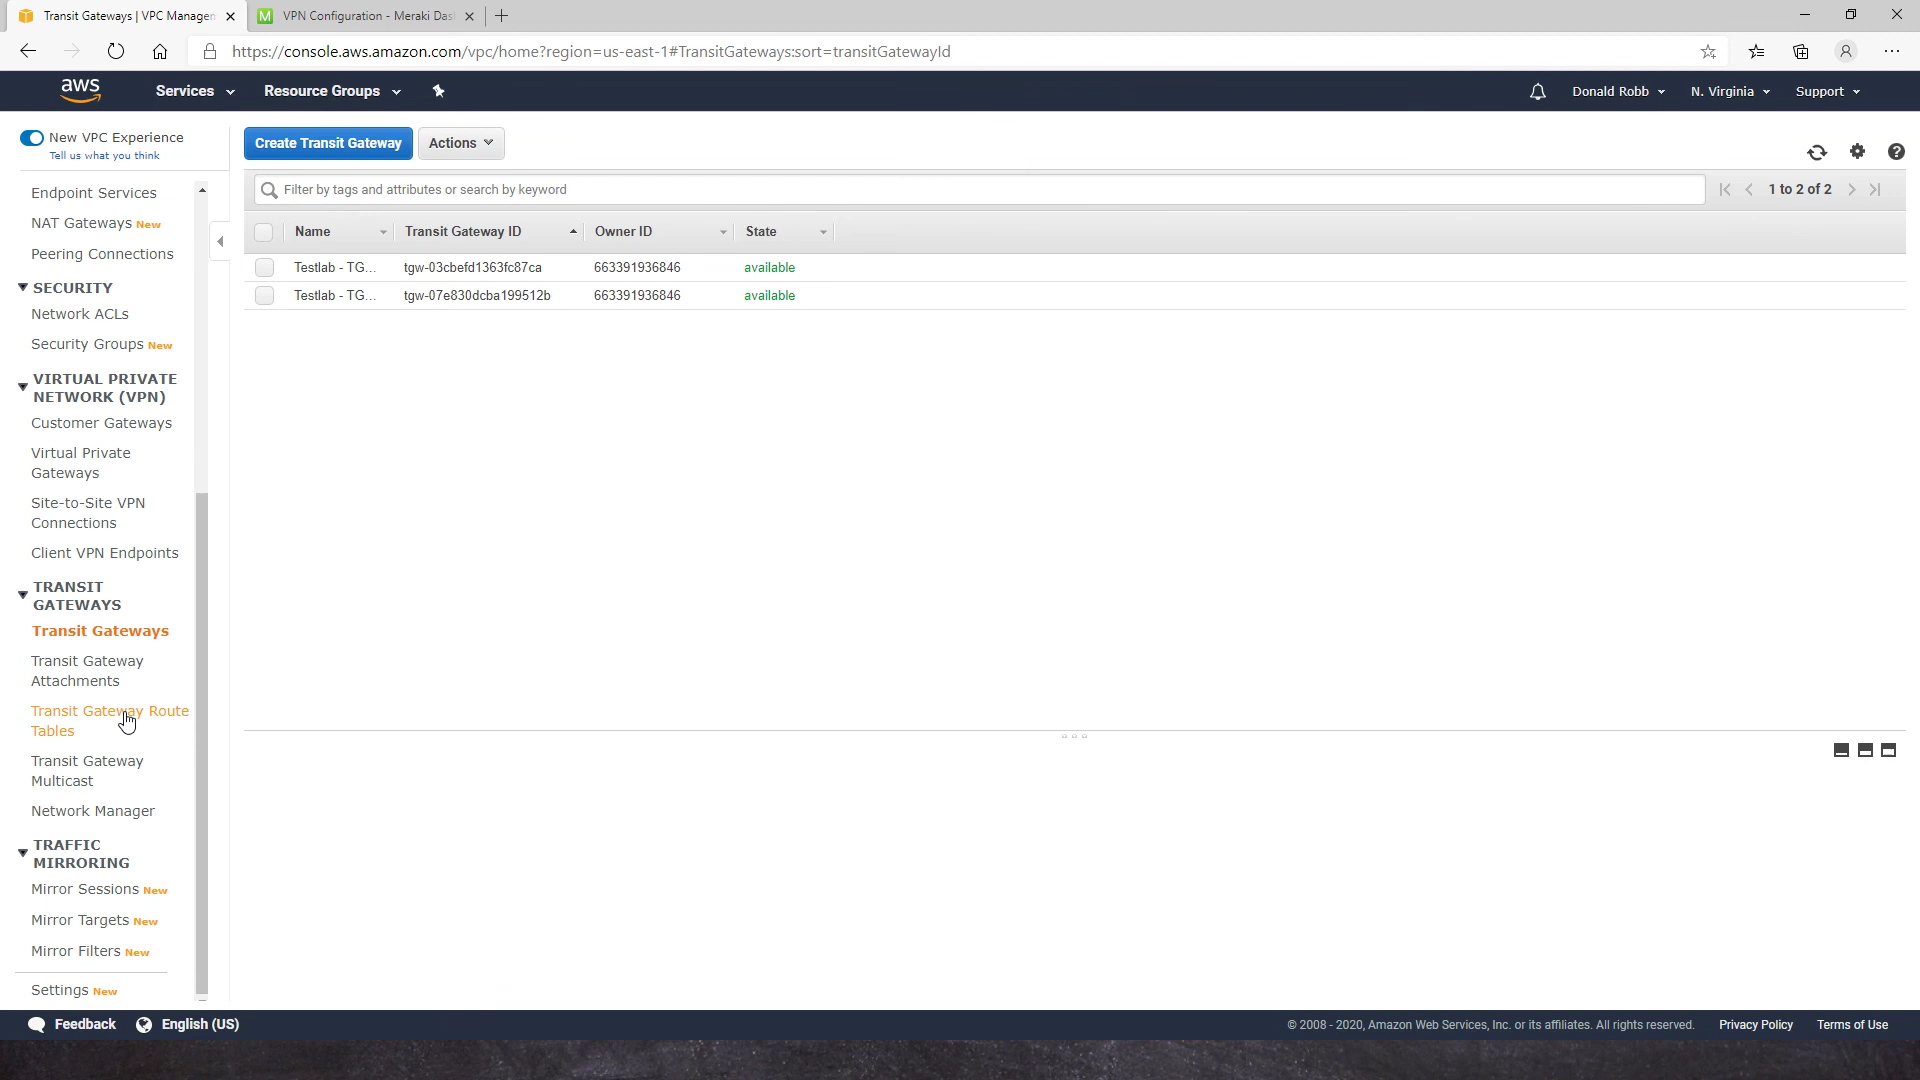 Transit Gateways | VPC Managem
M VPN Configuration - Meraki Das
https://console.aws.amazon.com/vpc/home?region=us-east-1#TransitGateways:sort=transitGatewayId
aws Services Resource Groups Donald Robb N. Virginia Support
New VPC Experience
Tell us what you think
Endpoint Services
NAT Gateways New
Peering Connections
SECURITY
Network ACLs
Security Groups New
VIRTUAL PRIVATE
NETWORK (VPN)
Customer Gateways
Virtual Private
Gateways
Site-to-Site VPN
Connections
Client VPN Endpoints
TRANSIT
GATEWAYS
Transit Gateways
Transit Gateway
Attachments
Transit Gateway Route
Tables
Transit Gateway
Multicast
Network Manager
TRAFFIC
MIRRORING
Mirror Sessions New
Mirror Targets New
Mirror Filters New
Settings New
Create Transit Gateway Actions
Filter by tags and attributes or search by keyword 1 to 2 of 2
Name Transit Gateway ID Owner ID State
Testlab - TG... tgw-03cbefd1363fc87ca 663391936846 available
Testlab - TG... tgw-07e830dcba199512b 663391936846 available
Feedback English (US) © 2008 - 2020, Amazon Web Services, Inc. or its affiliates. All rights reserved. Privacy Policy Terms of Use